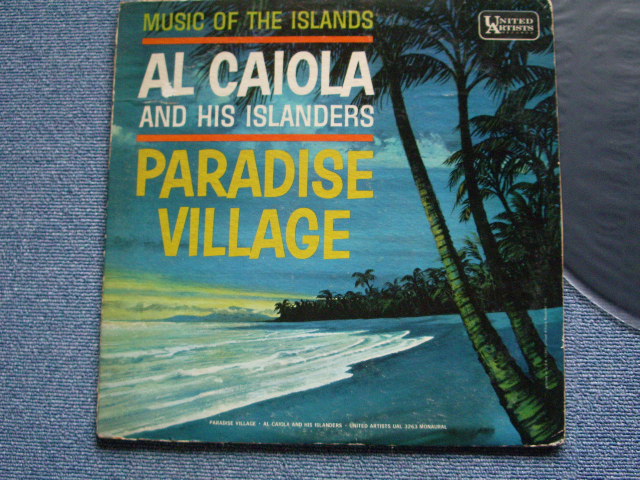 MUSIC OF THE ISLANDS
UNITED
ARTISTS
AL CAIOLA
AND HIS ISLANDERS
PARADISE
VILLAGE
PARADISE VILLAGE · AL CAIOLA AND HIS ISLANDERS · UNITED ARTISTS UAL 3263 MONAURAL